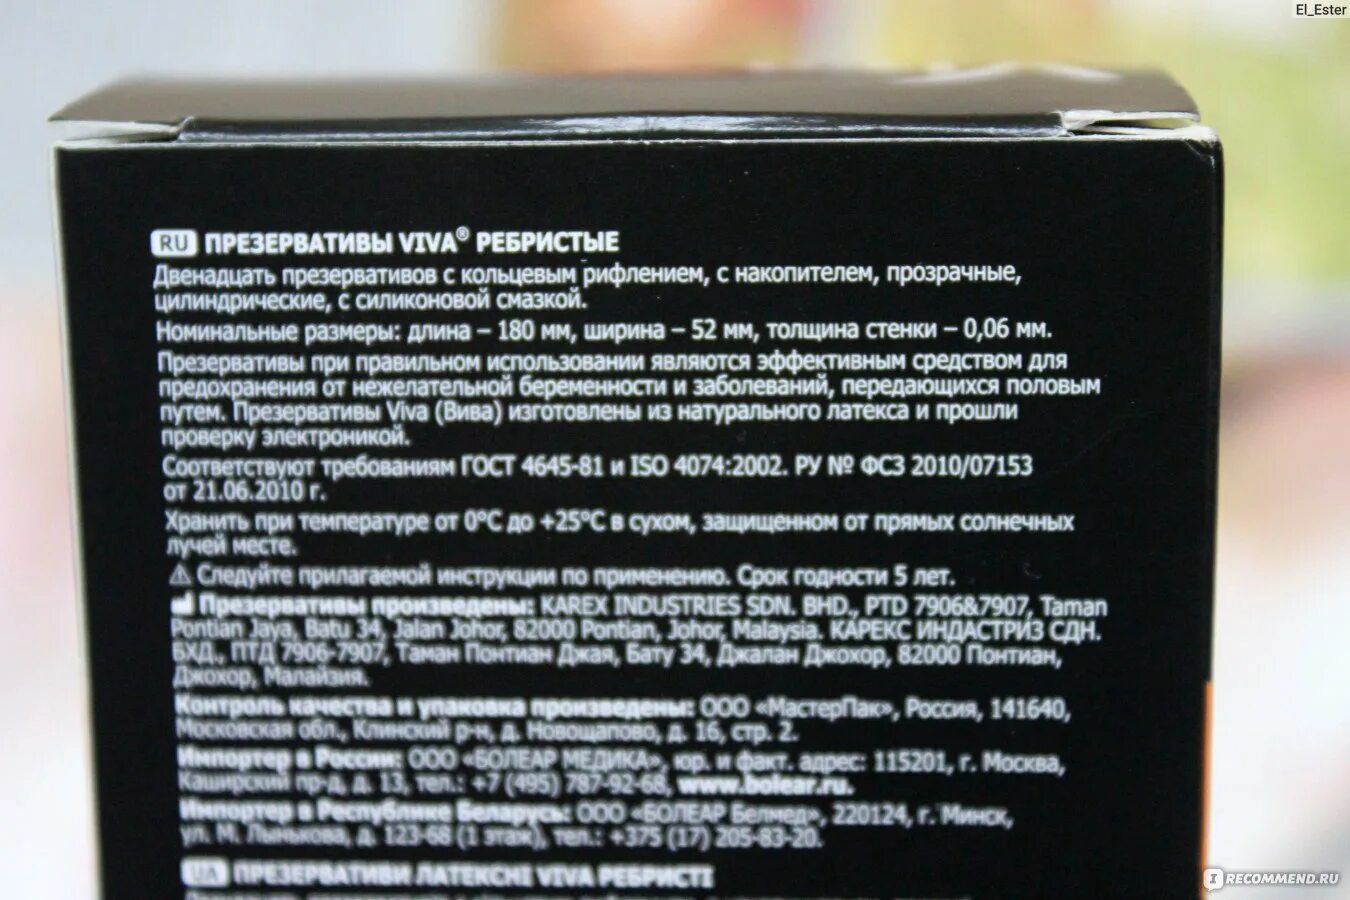 El_Ester
RU ПРЕЗЕРВАТИВЫ VIVA® РЕБРИСТЫЕ
Двенадцать презервативов с кольцевым рифлением, с накопителем, прозрачные,
цилиндрические, с силиконовой смазкой.
Номинальные размеры: длина – 180 мм, ширина – 52 мм, толщина стенки – 0,06 мм.
Презервативы при правильном использовании являются эффективным средством для
предохранения от нежелательной беременности и заболеваний, передающихся половым
путем. Презервативы Viva (Вива) изготовлены из натурального латекса и прошли
проверку электроникой.
Соответствуют требованиям ГОСТ 4645-81 и ISO 4074:2002. РУ № ФСЗ 2010/07153
от 21.06.2010 г.
Хранить при температуре от 0°C до +25°C в сухом, защищенном от прямых солнечных
лучей месте.
⚠ Следуйте прилагаемой инструкции по применению. Срок годности 5 лет.
Презервативы произведены: KAREX INDUSTRIES SDN. BHD., PTD 7906&7907, Taman
Pontian Jaya, Batu 34, Jalan Johor, 82000 Pontian, Johor, Malaysia. КАРЕКС ИНДАСТРИЗ СДН.
БХД., ПТД 7906-7907, Таман Понтиан Джая, Бату 34, Джалан Джохор, 82000 Понтиан,
Джохор, Малайзия.
Контроль качества и упаковка произведены: ООО «МастерПак», Россия, 141640,
Московская обл., Клинский р-н, д. Новощапово, д. 16, стр. 2.
Импортер в России: ООО «БОЛЕАР МЕДИКА», юр. и факт. адрес: 115201, г. Москва,
Каширский пр-д, д. 13, тел.: +7 (495) 787-92-68, www.bolear.ru.
Импортер в Республике Беларусь: ООО «БОЛЕАР Белмед», 220124, г. Минск,
ул. М. Лынькова, д. 123-68 (1 этаж), тел.: +375 (17) 205-83-20.
UA ПРЕЗЕРВАТИВИ ЛАТЕКСНІ VIVA РЕБРИСТІ
IRECOMMEND.RU